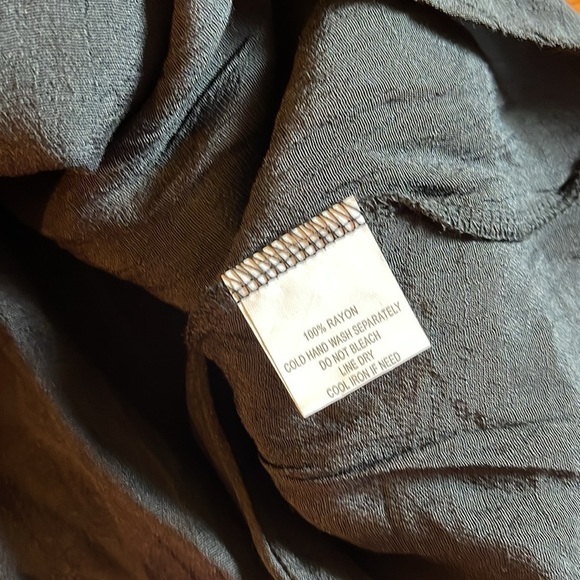 100% RAYON
COLD HAND WASH SEPARATELY
DO NOT BLEACH
LINE DRY
COOL IRON IF NEED